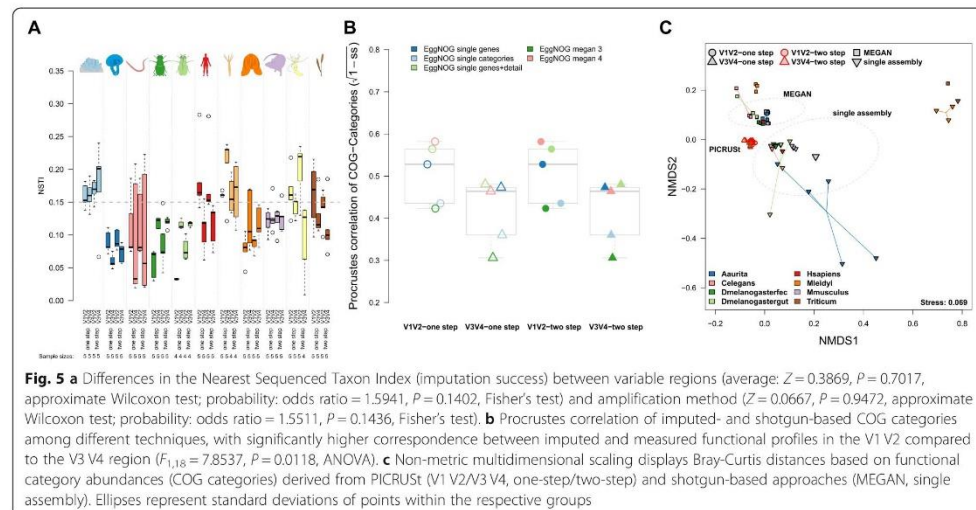 A
B
C
0.35
0.30
0.25
0.20
0.15
0.10
0.05
0.00
NSTI
one step
two step
Sample sizes:
Procrustes correlation of COG−Categories (√1−ss)
0.8
0.7
0.6
0.5
0.4
0.3
0.2
EggNOG single genes
EggNOG single categories
EggNOG single genes+detail
EggNOG megan 3
EggNOG megan 4
V1V2−one step
V3V4−one step
V1V2−two step
V3V4−two step
V1V2−one step
V1V2−two step
MEGAN
V3V4−one step
V3V4−two step
single assembly
NMDS2
0.2
0.0
−0.2
−0.4
−0.6
MEGAN
single assembly
PICRUSt
Aaurita
Celegans
Dmelanogasterfec
Dmelanogastergut
Hsapiens
Mleidyi
Mmusculus
Triticum
Stress: 0.069
−0.2
0.0
0.2
0.4
0.6
0.8
NMDS1
Fig. 5 a Differences in the Nearest Sequenced Taxon Index (imputation success) between variable regions (average: Z = 0.3869, P = 0.7017,
approximate Wilcoxon test; probability: odds ratio = 1.5941, P = 0.1402, Fisher's test) and amplification method (Z = 0.0667, P = 0.9472, approximate
Wilcoxon test; probability: odds ratio = 1.5511, P = 0.1436, Fisher's test). b Procrustes correlation of imputed- and shotgun-based COG categories
among different techniques, with significantly higher correspondence between imputed and measured functional profiles in the V1 V2 compared
to the V3 V4 region (F1,18 = 7.8537, P = 0.0118, ANOVA). c Non-metric multidimensional scaling displays Bray-Curtis distances based on functional
category abundances (COG categories) derived from PICRUSt (V1 V2/V3 V4, one-step/two-step) and shotgun-based approaches (MEGAN, single
assembly). Ellipses represent standard deviations of points within the respective groups